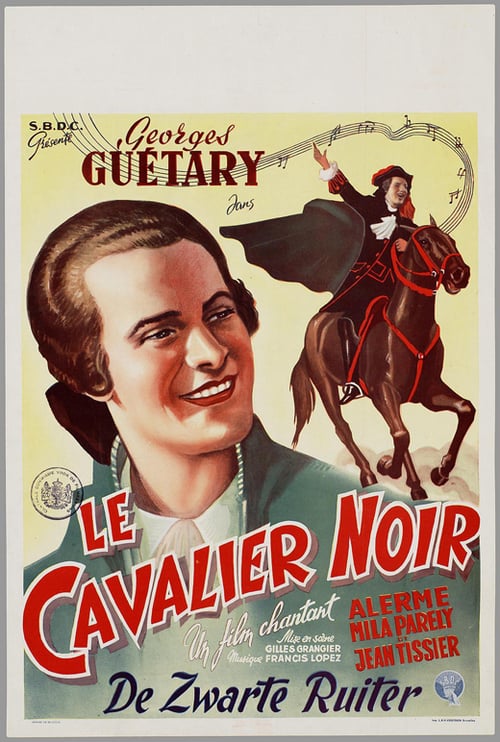 S.B.D.C.
Présente
Georges
GUÉTARY
dans
LE
CAVALIER NOIR
Un film chantant
Mise en scène
GILLES GRANGIER
Musique FRANCIS LOPEZ
ALERME
MILA PARELY
ET
JEAN TISSIER
De Zwarte Ruiter